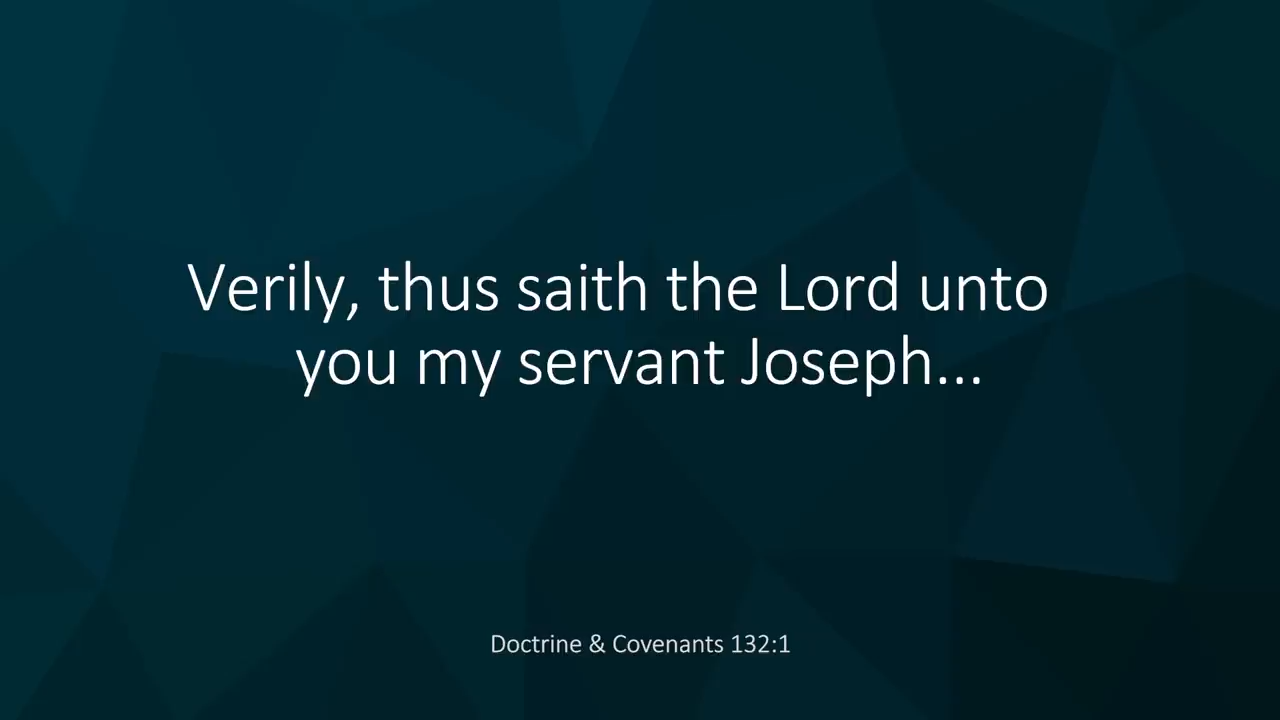 Verily, thus saith the Lord unto
you my servant Joseph...
Doctrine & Covenants 132:1